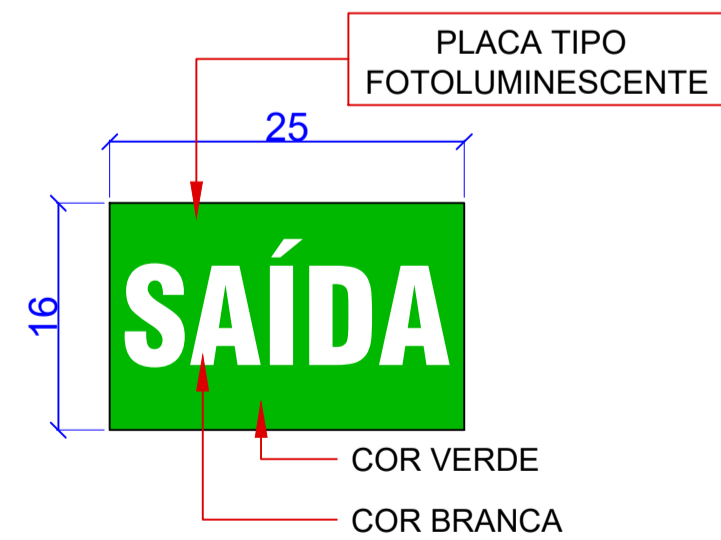 PLACA TIPO
FOTOLUMINESCENTE
25
16
SAÍDA
COR VERDE
COR BRANCA